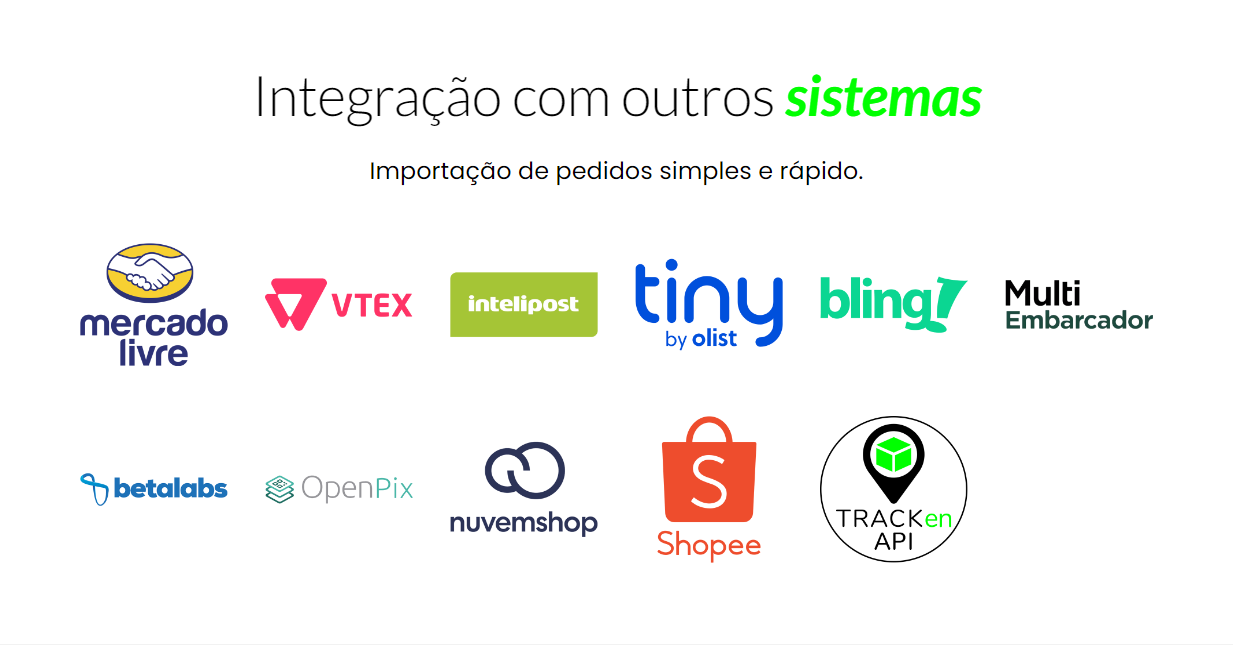 Integração com outros sistemas
Importação de pedidos simples e rápido.
mercado
livre
VTEX
intelipost
tiny
by olist
bling!
Multi
Embarcador
betalabs
OpenPix
nuvemshop
S
Shopee
TRACKen
API